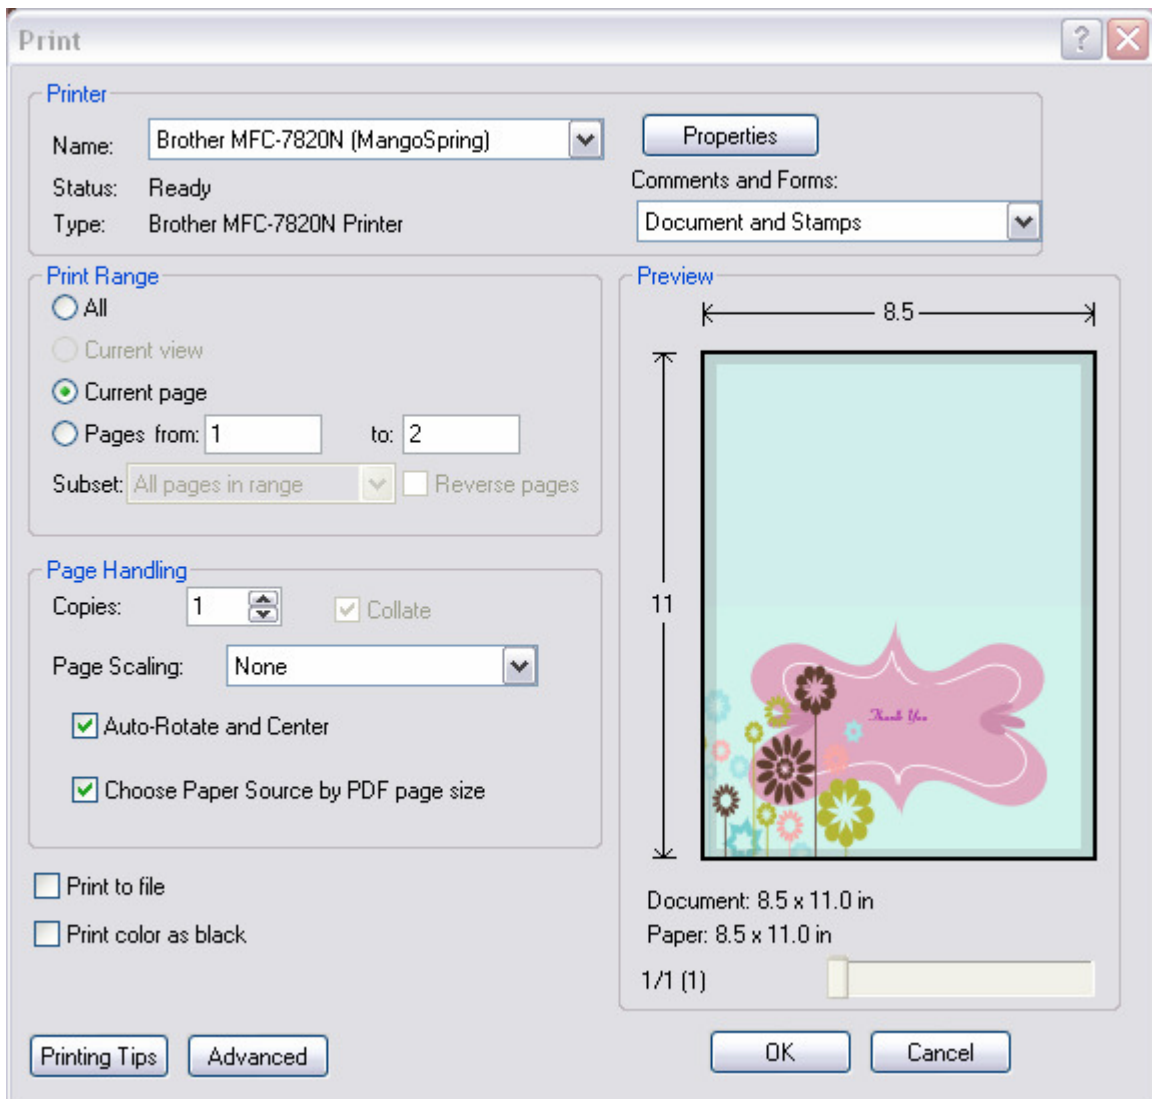 Print
Printer
Name: Brother MFC-7820N (MangoSpring) Properties
Status: Ready Comments and Forms:
Type: Brother MFC-7820N Printer Document and Stamps
Print Range
All
Current view
Current page
Pages from: 1 to: 2
Subset: All pages in range Reverse pages
Page Handling
Copies: 1 Collate
Page Scaling: None
Auto-Rotate and Center
Choose Paper Source by PDF page size
Print to file
Print color as black
Preview
8.5
11
Thank You
Document: 8.5 x 11.0 in
Paper: 8.5 x 11.0 in
1/1 (1)
Printing Tips Advanced OK Cancel